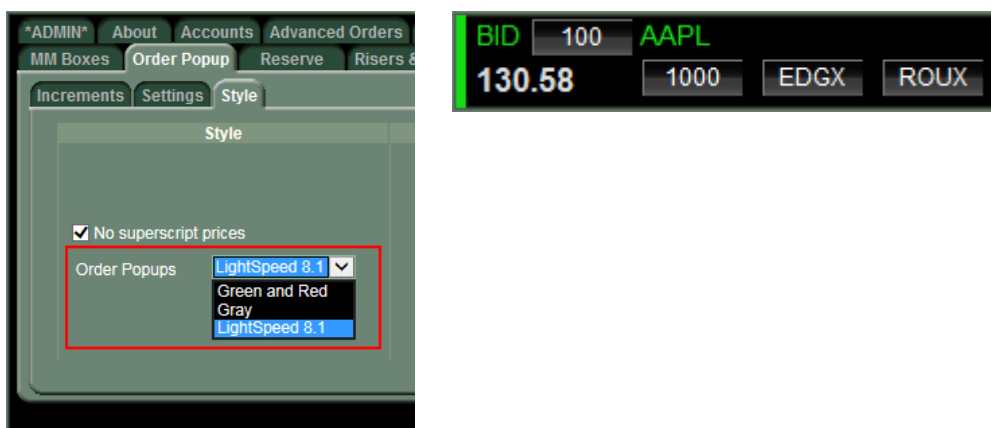 *ADMIN* About Accounts Advanced Orders
MM Boxes Order Popup Reserve Risers &
Increments Settings Style
Style
No superscript prices
Order Popups LightSpeed 8.1
Green and Red
Gray
LightSpeed 8.1
BID 100 AAPL
130.58 1000 EDGX ROUX